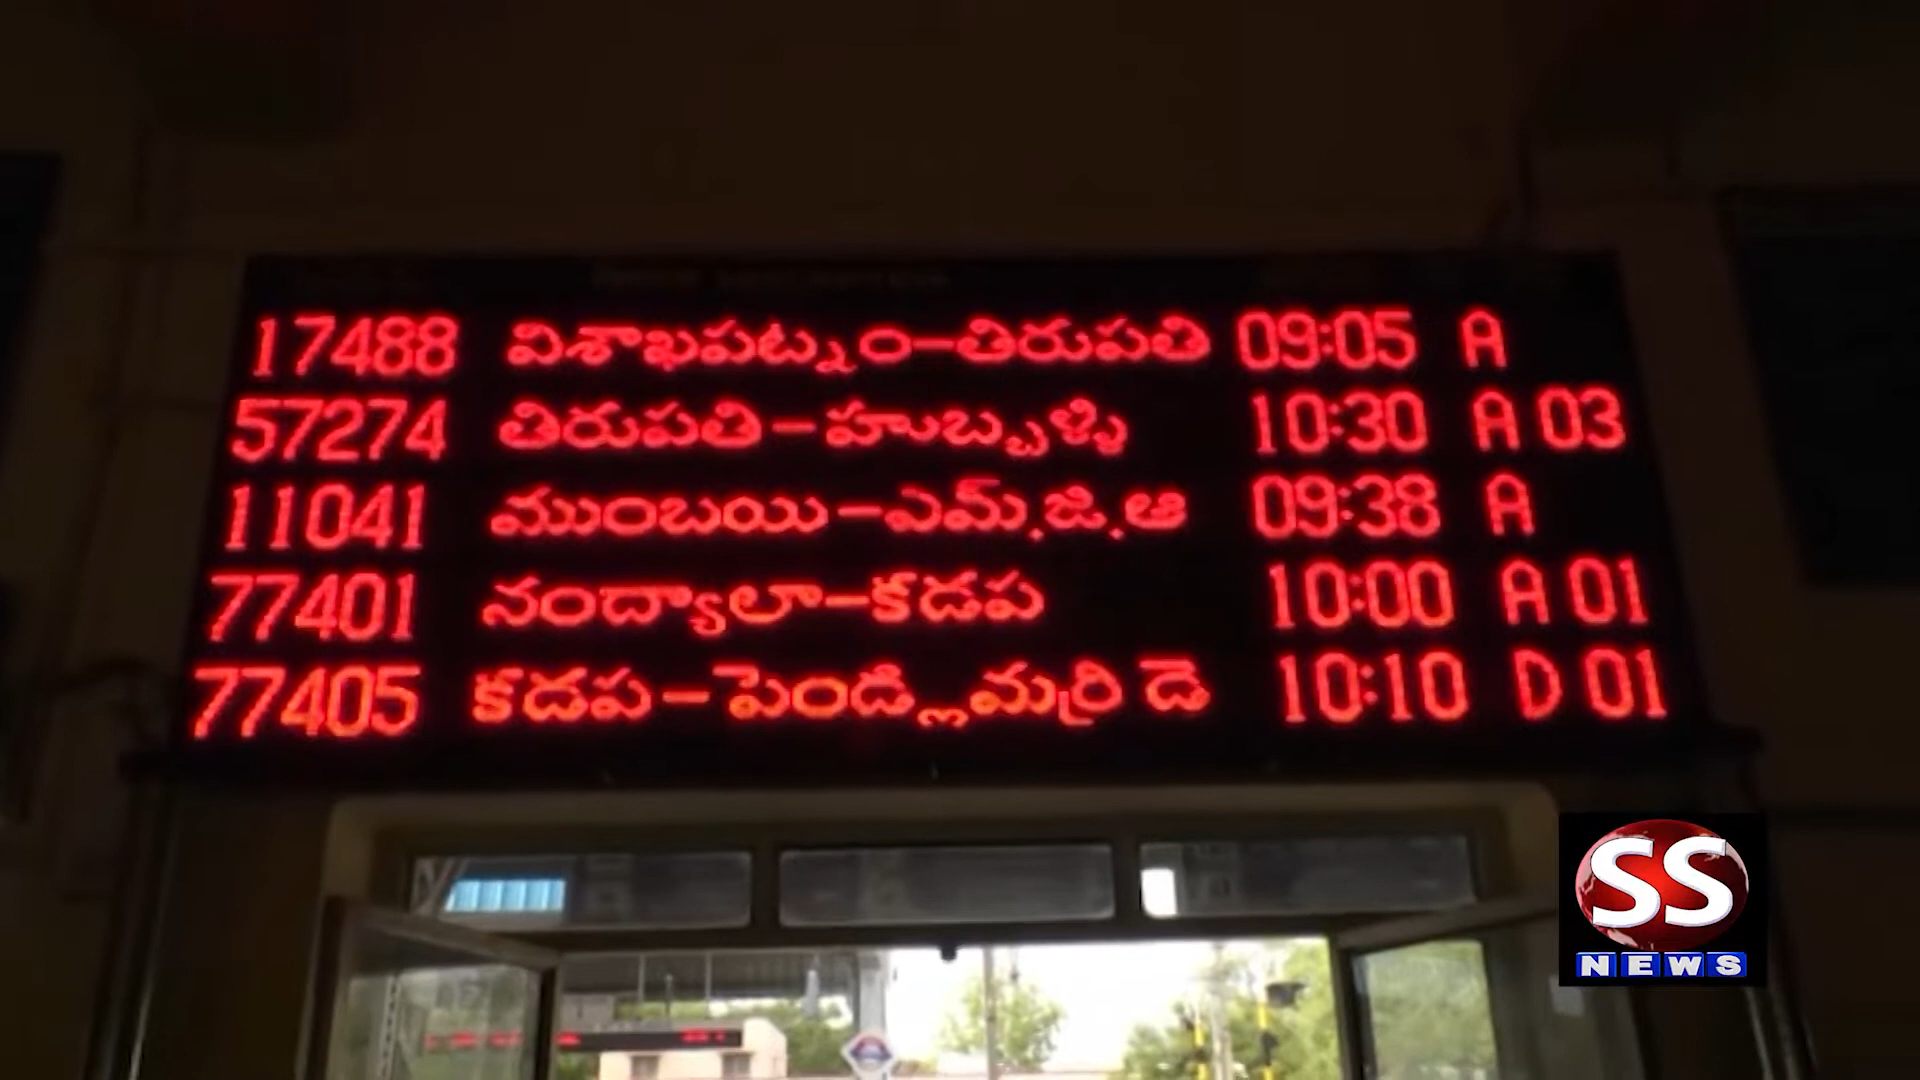 17488 విశాఖపట్నం-తిరుపతి 09:05 A
57274 తిరుపతి-హుబ్బళ్ళి 10:30 A 03
11041 ముంబయి-ఎమ్.జి.ఆ 09:38 A
77401 నంద్యాలా-కడప 10:00 A 01
77405 కడప-పెండ్లిమర్రి డె 10:10 D 01
SS
NEWS